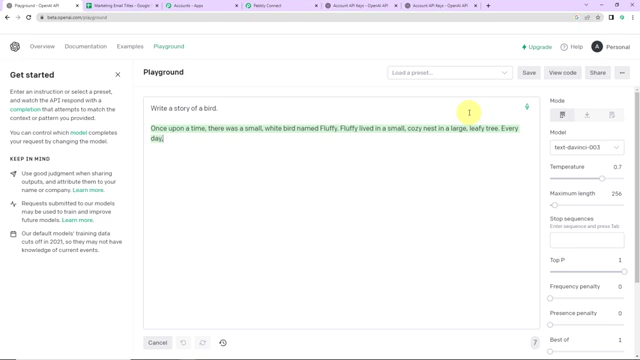 Playground - OpenAI API
Marketing Email Titles - Google S
Accounts - Apps
Pabbly Connect
Account API Keys - OpenAI API
Account API Keys - OpenAI API
beta.openai.com/playground
Overview Documentation Examples Playground
Upgrade Help A Personal
Get started
Enter an instruction or select a preset,
and watch the API respond with a
completion that attempts to match the
context or pattern you provided.
You can control which model completes
your request by changing the model.
KEEP IN MIND
Use good judgment when sharing
outputs, and attribute them to your
name or company. Learn more.
Requests submitted to our models
may be used to train and improve
future models. Learn more.
Our default models' training data
cuts off in 2021, so they may not have
knowledge of current events.
Playground
Load a preset...
Save View code Share ...
Write a story of a bird.
Once upon a time, there was a small, white bird named Fluffy. Fluffy lived in a small, cozy nest in a large, leafy tree. Every
day,
Cancel
7
Mode
Model
text-davinci-003
Temperature 0.7
Maximum length 256
Stop sequences
Enter sequence and press Tab
Top P 1
Frequency penalty 0
Presence penalty 0
Best of 1